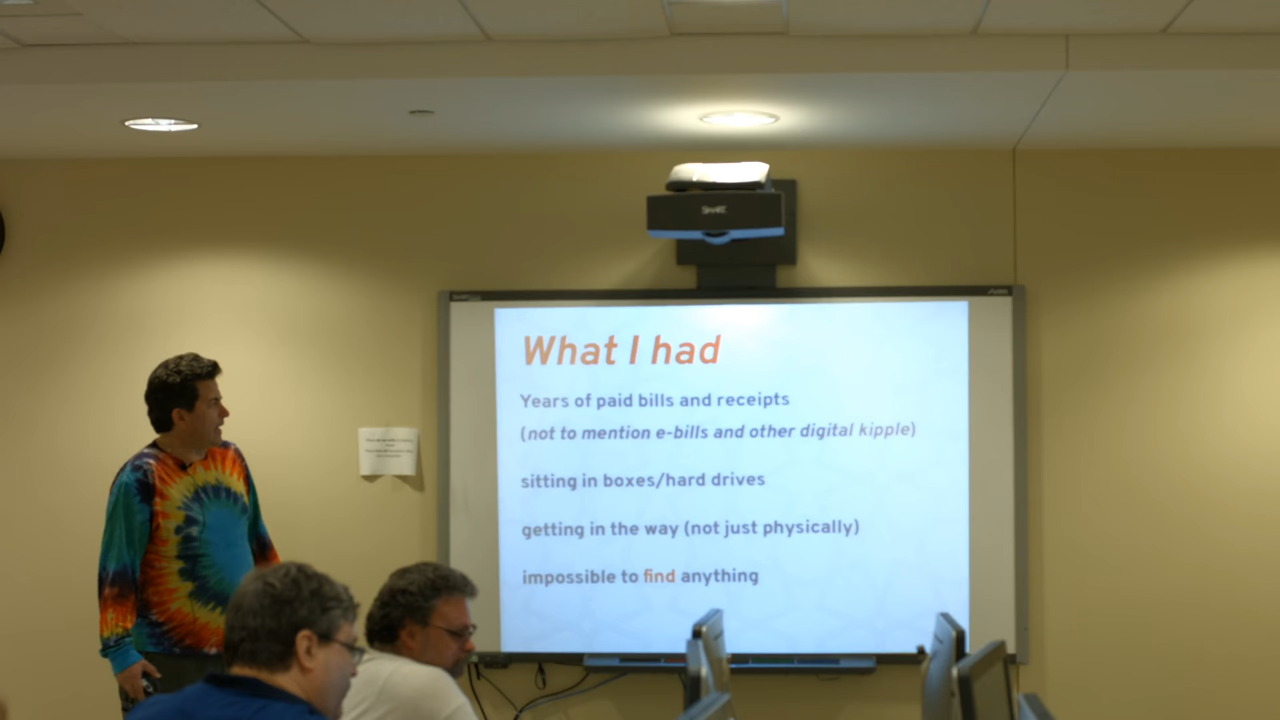 SMART
What I had
Years of paid bills and receipts
(not to mention e-bills and other digital kipple)
sitting in boxes/hard drives
getting in the way (not just physically)
impossible to find anything